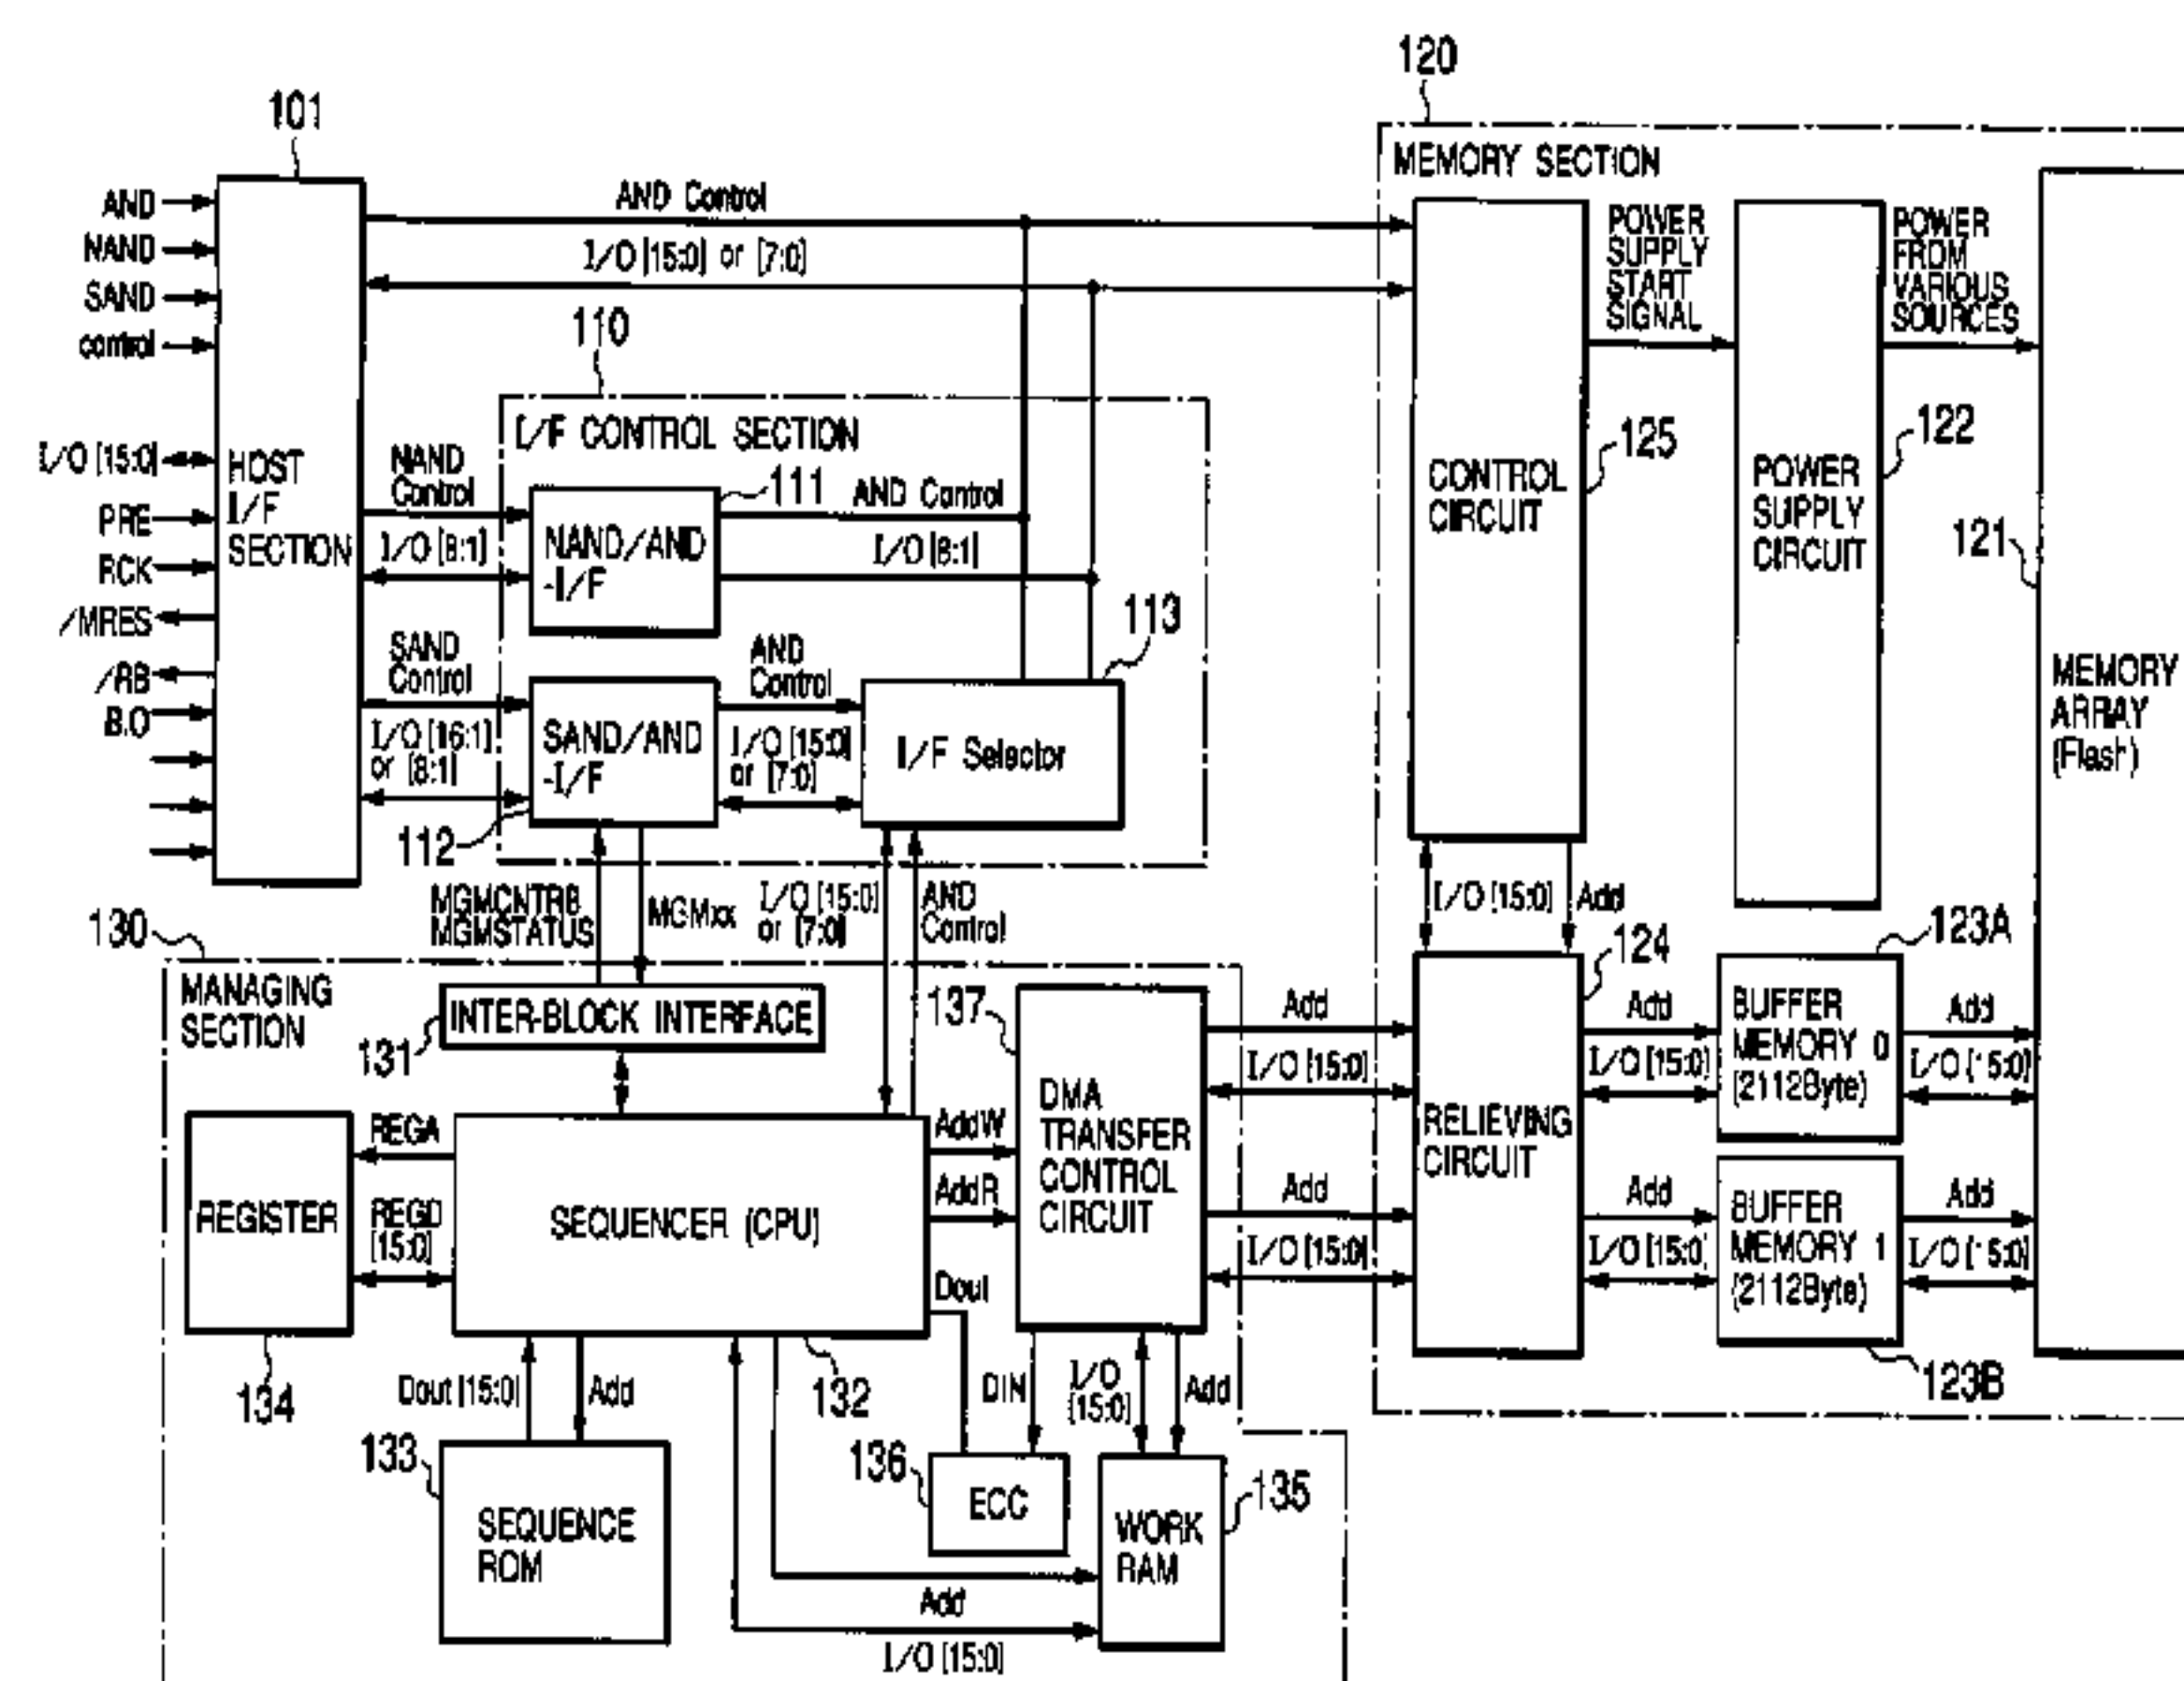 120
101
MEMORY SECTION
AND
NAND
SAND
control
AND Control
I/O [15:0] or [7:0]
POWER
SUPPLY
START
SIGNAL
POWER
FROM
VARIOUS
SOURCES
110
I/F CONTROL SECTION
I/O [15:0]
PRE
RCK
/MRES
/RB
B.O
HOST
I/F
SECTION
NAND
Control
I/O [8:1]
111
NAND/AND
-I/F
AND Control
I/O [8:1]
113
CONTROL
CIRCUIT
125
POWER
SUPPLY
CIRCUIT
122
121
MEMORY
ARRAY
(Flash)
SAND
Control
I/O [16:1]
or [8:1]
SAND/AND
-I/F
112
AND
Control
I/O [15:0]
or [7:0]
I/F Selector
MGMCNTRB
MGMSTATUS
MGMxx
I/O [15:0]
or [7:0]
AND
Control
I/O [15:0]
Add
130
MANAGING
SECTION
INTER-BLOCK INTERFACE
131
137
DMA
TRANSFER
CONTROL
CIRCUIT
Add
I/O [15:0]
Add
I/O [15:0]
124
RELIEVING
CIRCUIT
Add
I/O [15:0]
Add
I/O [15:0]
123A
BUFFER
MEMORY 0
(2112Byte)
BUFFER
MEMORY 1
(2112Byte)
123B
Add
I/O [15:0]
Add
I/O [15:0]
REGISTER
134
REGA
REGD
[15:0]
SEQUENCER (CPU)
132
AddW
AddR
Dout
Dout [15:0]
Add
133
SEQUENCE
ROM
DIN
I/O
[15:0]
Add
136
ECC
135
WORK
RAM
Add
I/O [15:0]